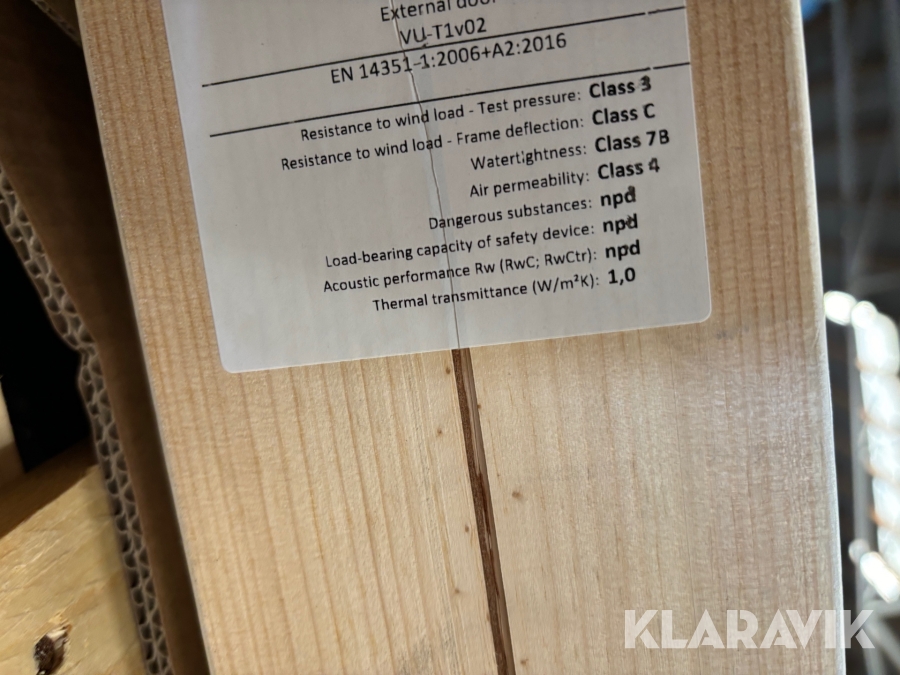 External door
VU-T1v02
EN 14351-1:2006+A2:2016
Resistance to wind load - Test pressure: Class 3
Resistance to wind load - Frame deflection: Class C
Watertightness: Class 7B
Air permeability: Class 4
Dangerous substances: npd
Load-bearing capacity of safety device: npd
Acoustic performance Rw (RwC; RwCtr): npd
Thermal transmittance (W/m²K): 1,0
KLARAVIK